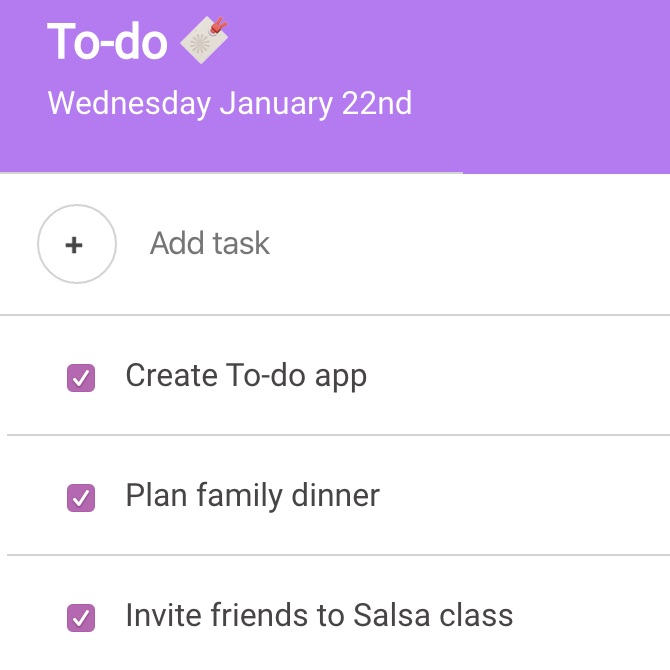 To-do
Wednesday January 22nd
+ Add task
Create To-do app
Plan family dinner
Invite friends to Salsa class